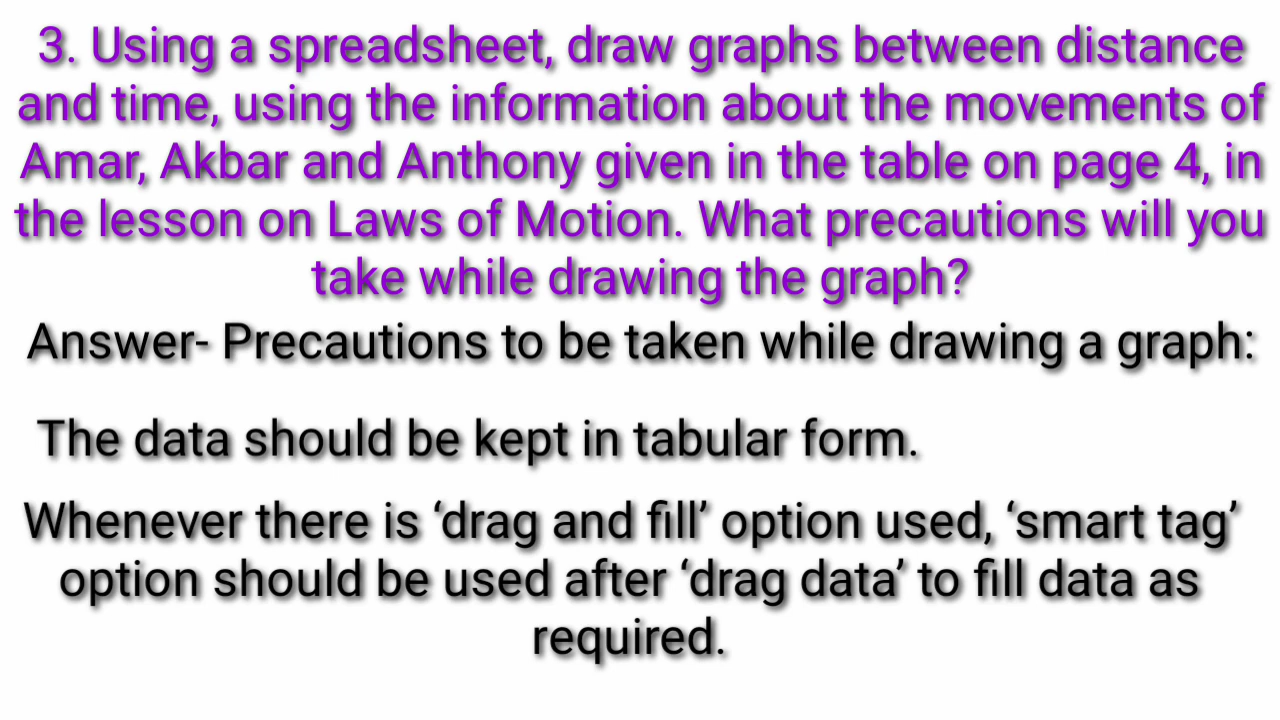 3. Using a spreadsheet, draw graphs between distance
and time, using the information about the movements of
Amar, Akbar and Anthony given in the table on page 4, in
the lesson on Laws of Motion. What precautions will you
take while drawing the graph?
Answer- Precautions to be taken while drawing a graph:
The data should be kept in tabular form.
Whenever there is ‘drag and fill’ option used, ‘smart tag’
option should be used after ‘drag data’ to fill data as
required.